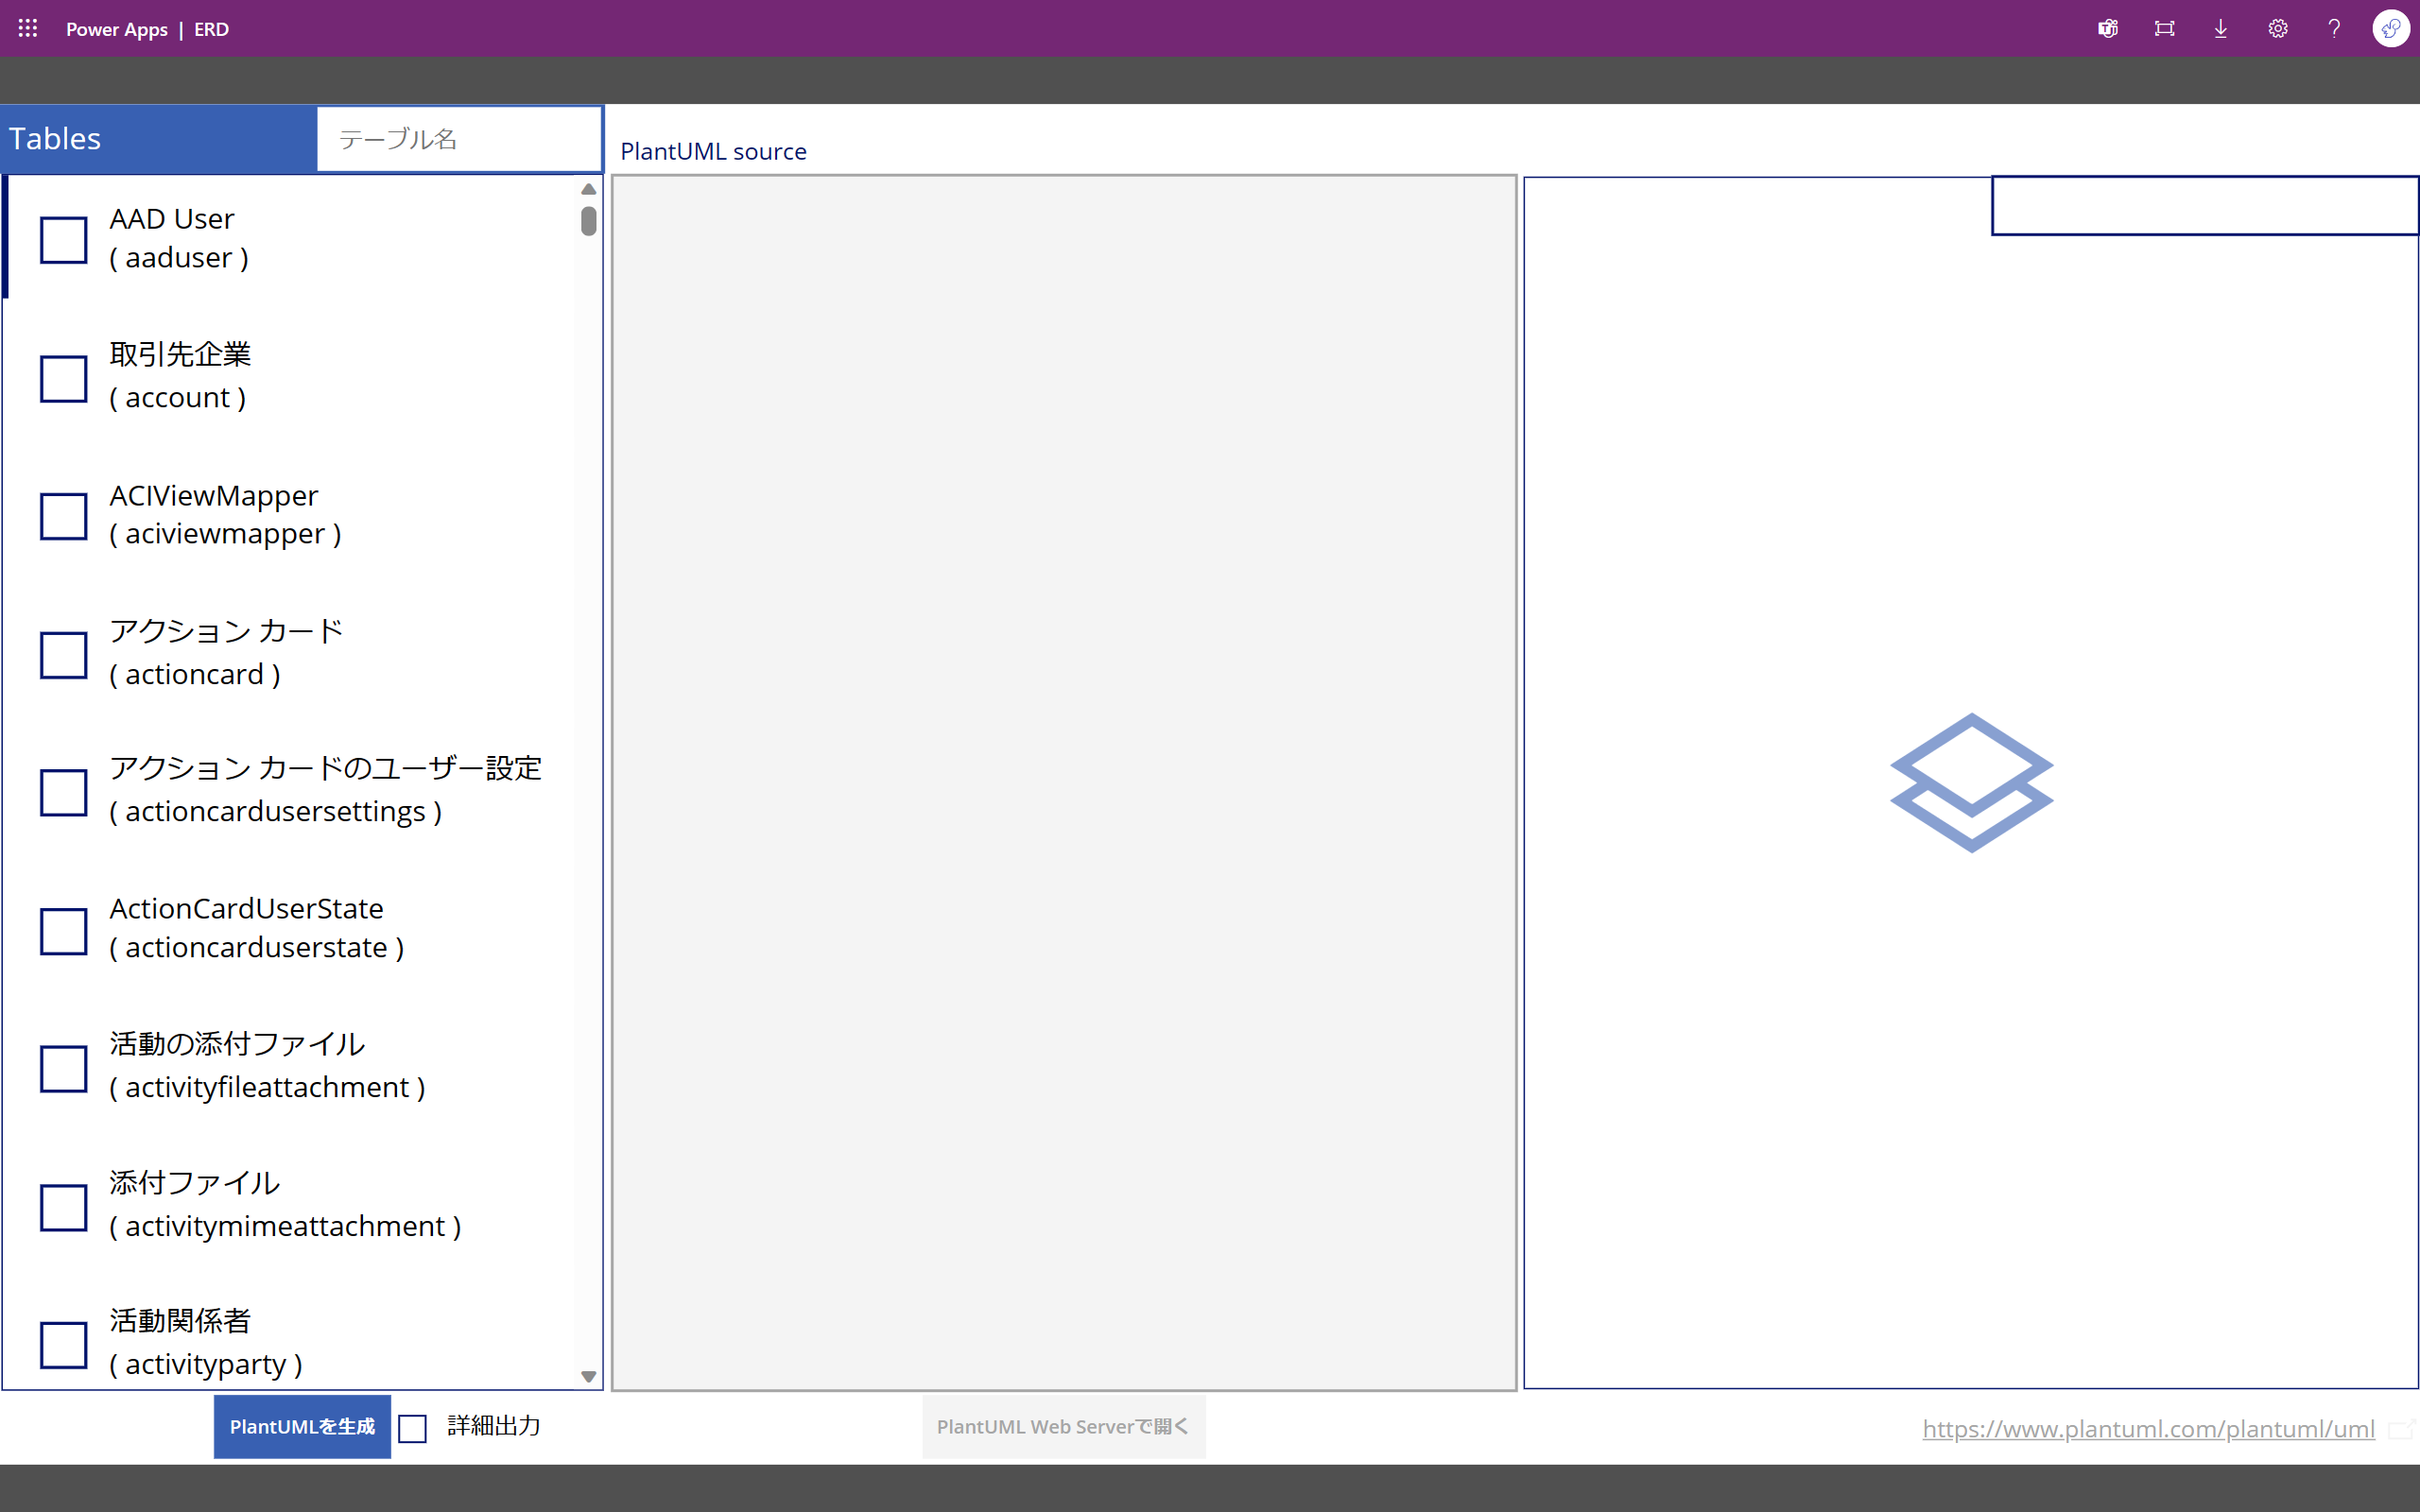 Power Apps | ERD
Tables
テーブル名
PlantUML source
AAD User
( aaduser )
取引先企業
( account )
ACIViewMapper
( aciviewmapper )
アクション カード
( actioncard )
アクション カードのユーザー設定
( actioncardusersettings )
ActionCardUserState
( actioncarduserstate )
活動の添付ファイル
( activityfileattachment )
添付ファイル
( activitymimeattachment )
活動関係者
( activityparty )
PlantUMLを生成
詳細出力
PlantUML Web Serverで開く
https://www.plantuml.com/plantuml/uml